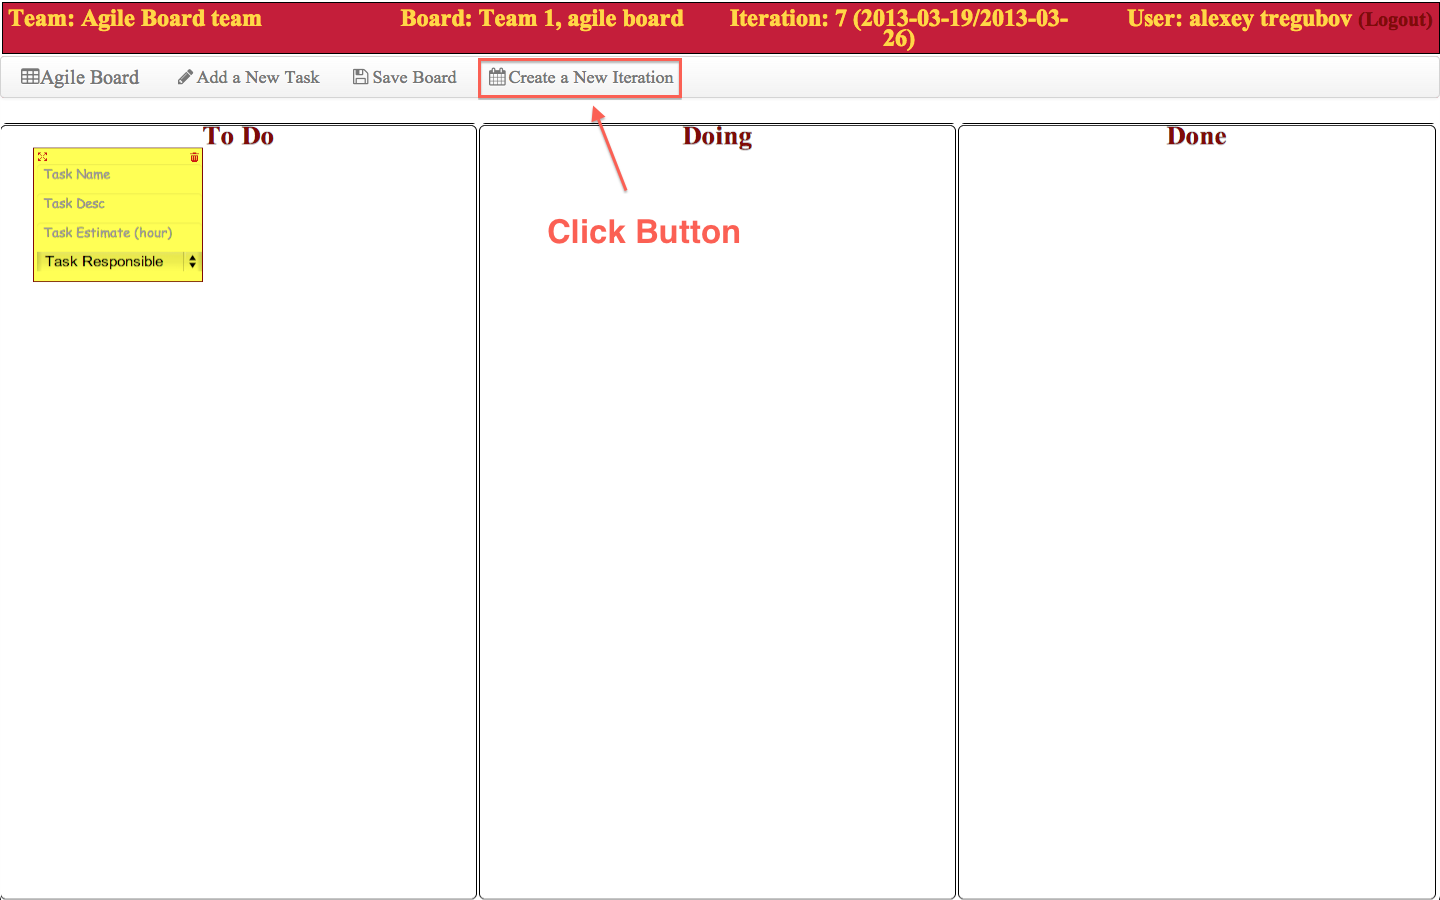 Team: Agile Board team
Board: Team 1, agile board
Iteration: 7 (2013-03-19/2013-03-
26)
User: alexey tregubov (Logout)
Agile Board
Add a New Task
Save Board
Create a New Iteration
To Do
Doing
Done
Task Name
Task Desc
Task Estimate (hour)
Task Responsible
Click Button